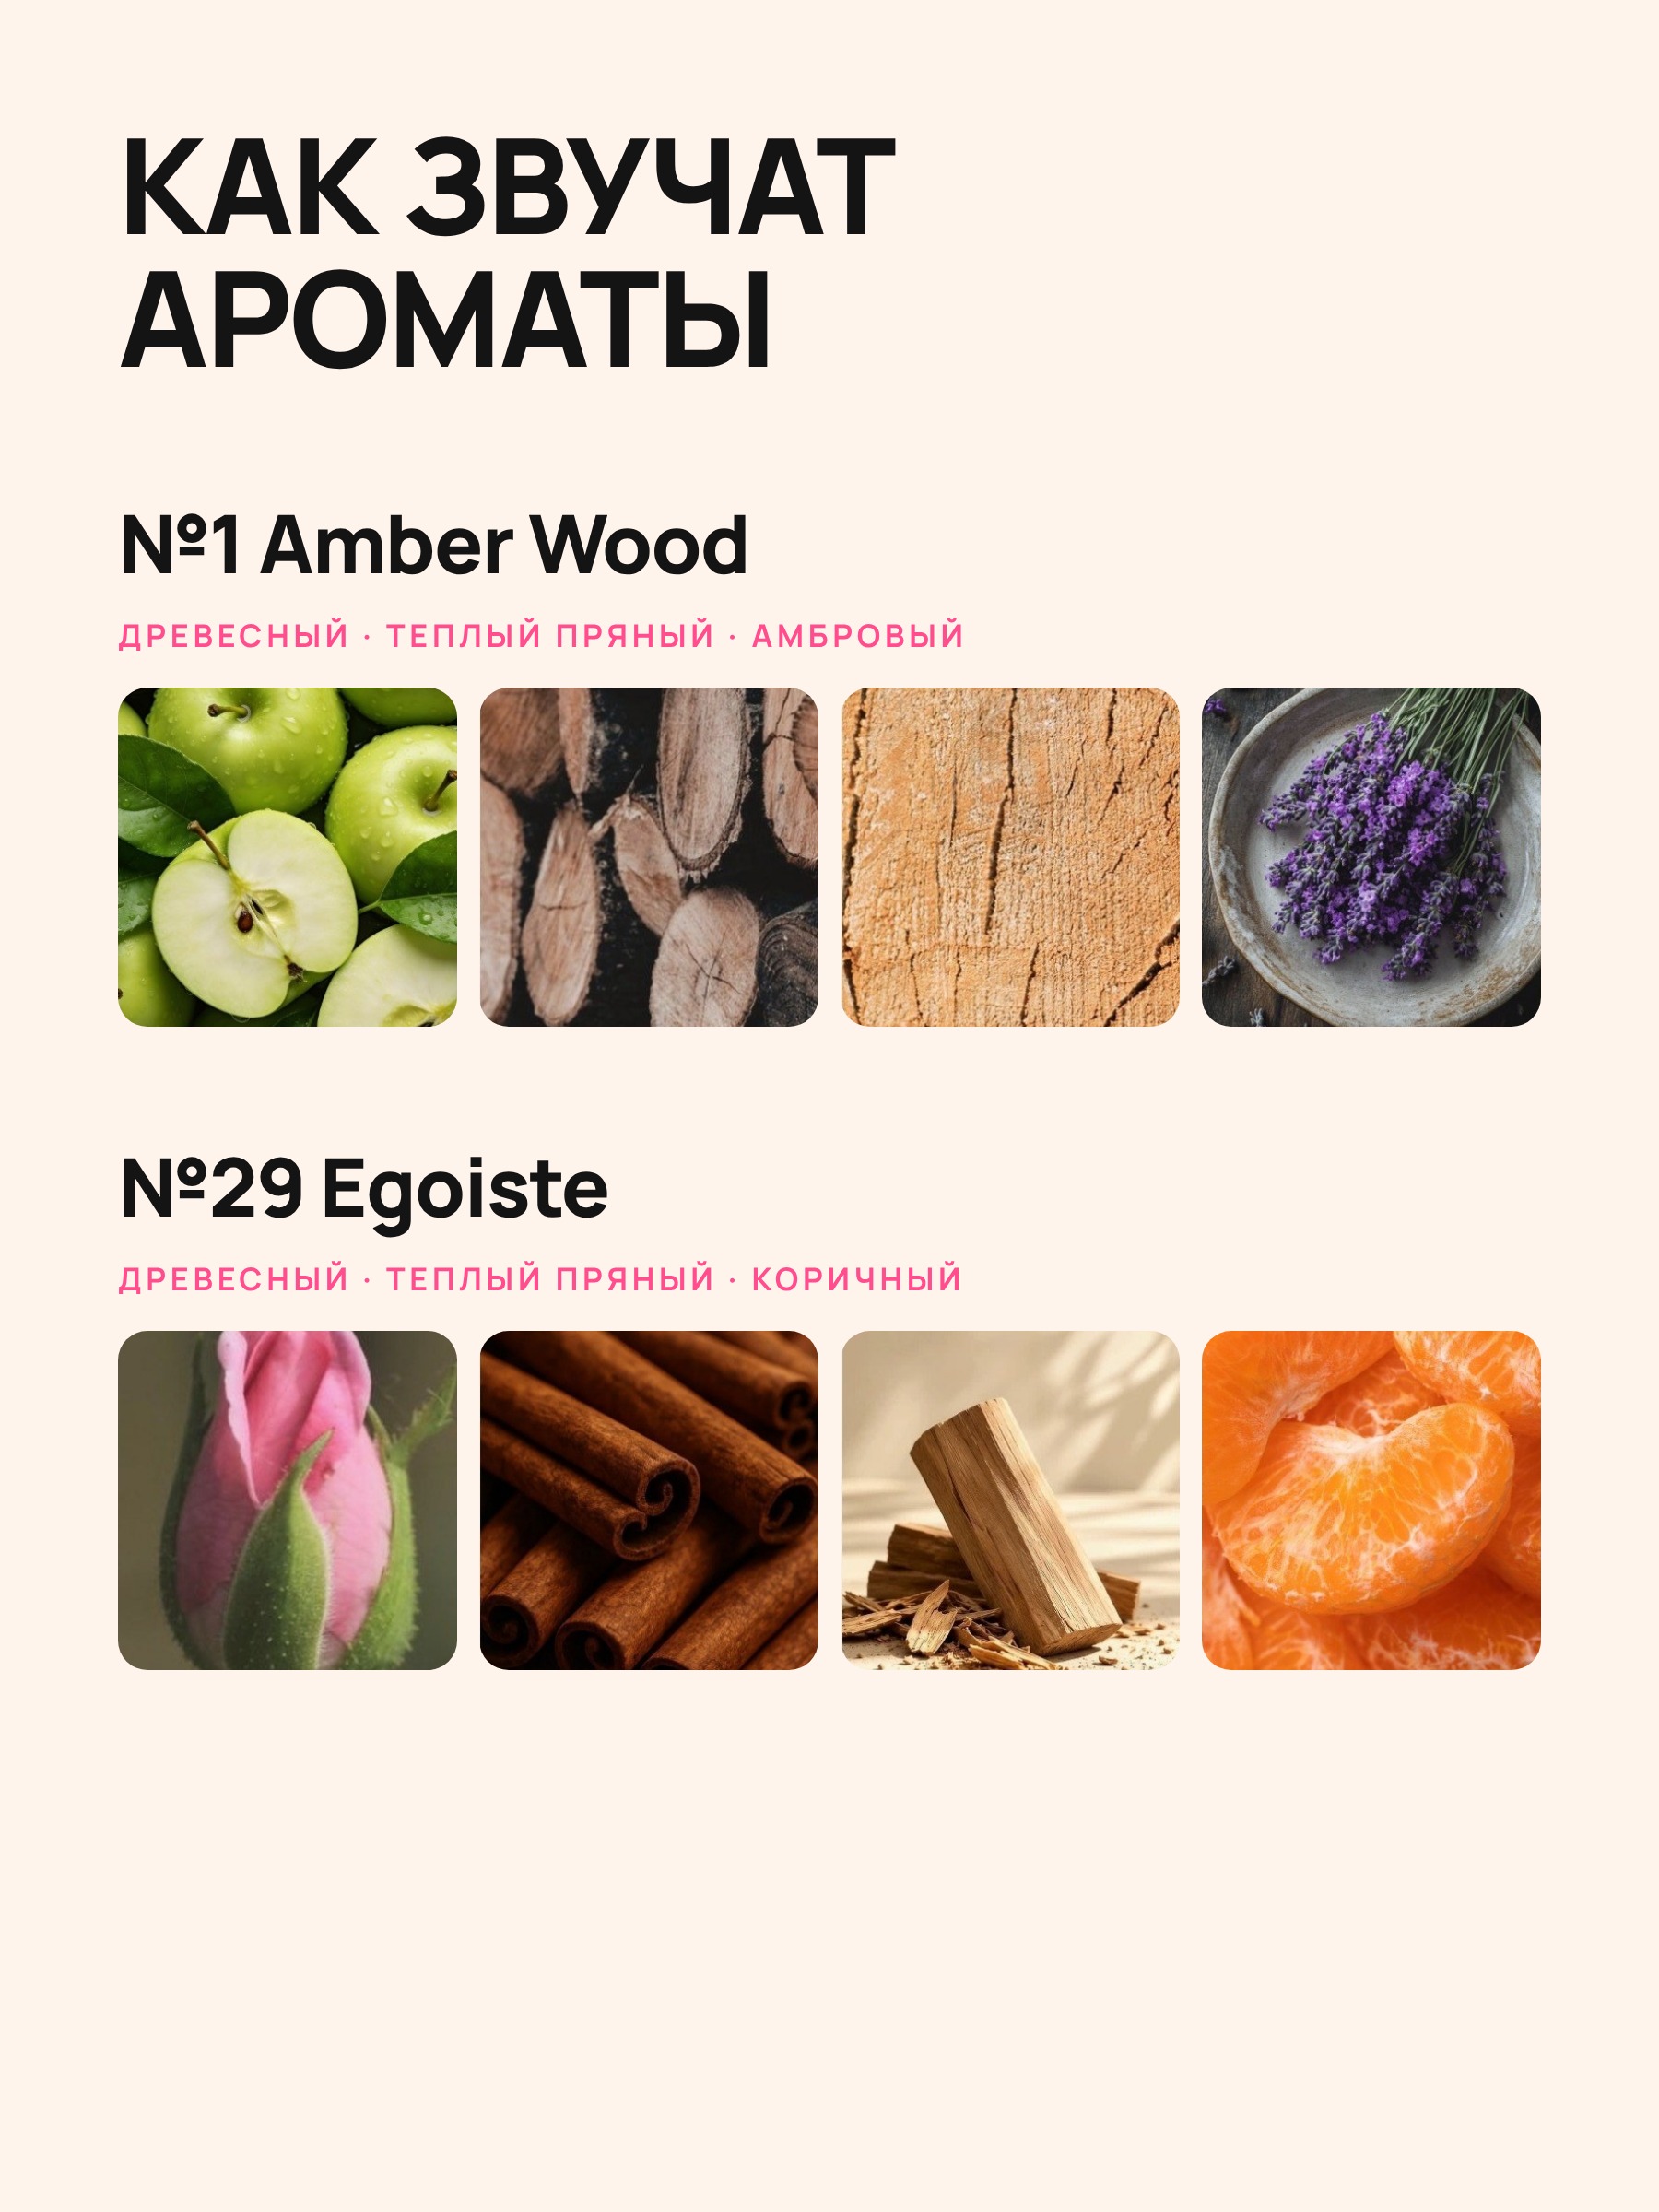 КАК ЗВУЧАТ
АРОМАТЫ
№1 Amber Wood
ДРЕВЕСНЫЙ · ТЕПЛЫЙ ПРЯНЫЙ · АМБРОВЫЙ
№29 Egoiste
ДРЕВЕСНЫЙ · ТЕПЛЫЙ ПРЯНЫЙ · КОРИЧНЫЙ